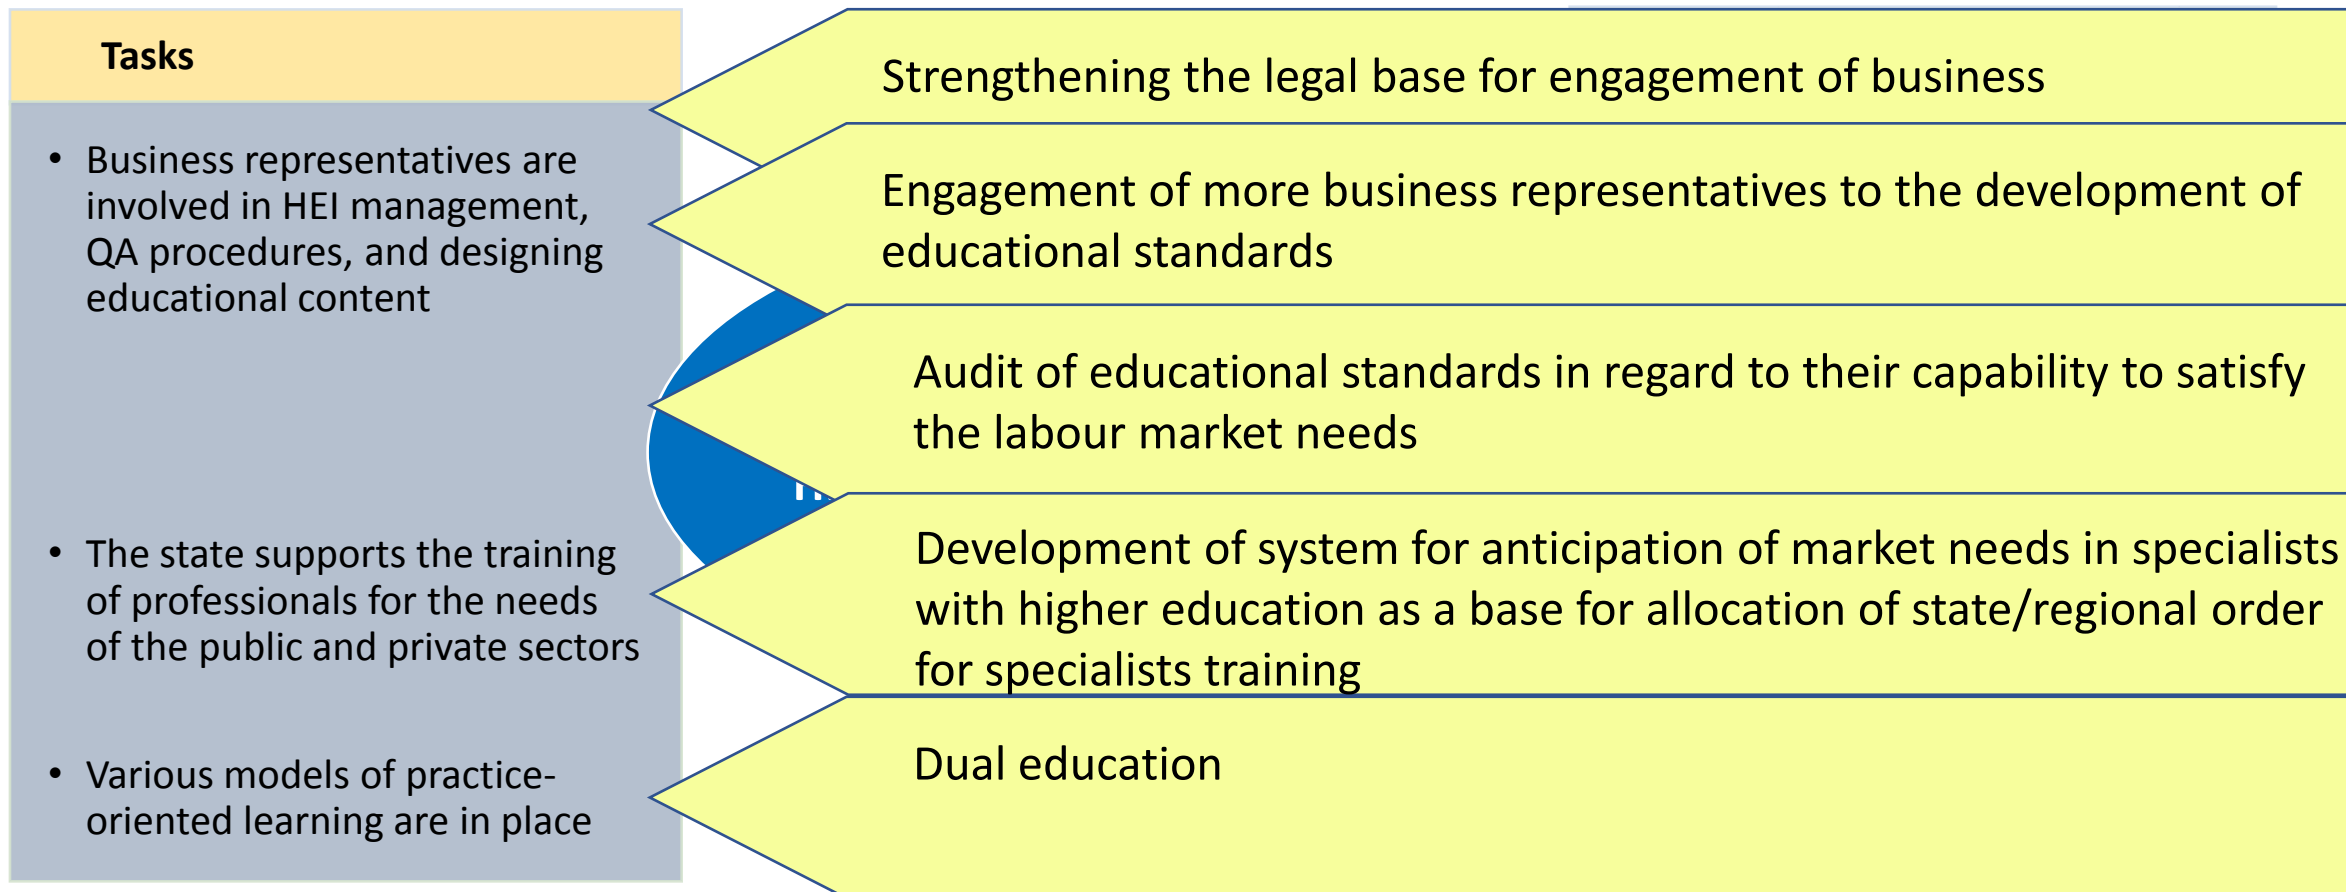 Tasks
• Business representatives are
involved in HEI management,
QA procedures, and designing
educational content
• The state supports the training
of professionals for the needs
of the public and private sectors
• Various models of practice-
oriented learning are in place
Strengthening the legal base for engagement of business
Engagement of more business representatives to the development of
educational standards
Audit of educational standards in regard to their capability to satisfy
the labour market needs
Development of system for anticipation of market needs in specialists
with higher education as a base for allocation of state/regional order
for specialists training
Dual education